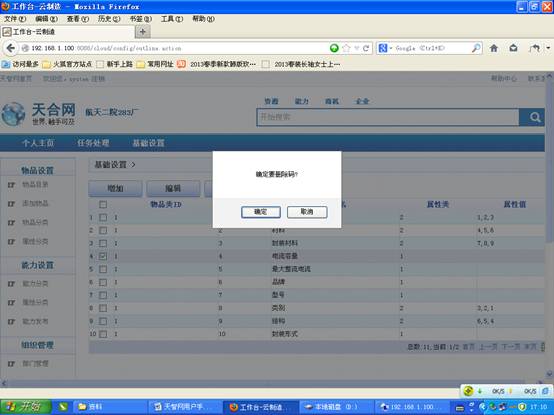 工作台-云制造 - Mozilla Firefox
文件(F) 编辑(E) 查看(V) 历史(S) 书签(B) 工具(T) 帮助(H)
工作台-云制造
192.168.1.100:8080/cloud/config/outline.action
Google (Ctrl+K)
访问最多 火狐官方站点 新手上路 常用网址 2013春季新款韩版欧... 2013春装长袖女士上...
天智网首页 欢迎您,system 注销 帮助中心
天合网
世界,触手可及
航天二院283厂
资源 能力 商机 企业
开始搜索
个人主页 任务处理 基础设置
物品设置
物品目录
添加物品
物品分类
属性分类
能力设置
能力分类
属性分类
能力发布
组织管理
部门管理
基础设置 >
增加 编辑
确定要删除吗?
确定 取消
物品类ID 属性类 属性值
1 1 2 1,2,3
2 1 2 材料 2 4,5,6
3 1 3 封装材料 2 7,8,9
4 1 4 电流容量 1
5 1 5 最大整流电流 1
6 1 6 品牌 1
7 1 7 型号 1
8 1 8 类别 2 3,2,1
9 1 9 结构 2 6,5,4
10 1 10 封装形式 1
总数:11,当前 1/2 首页 上一页 下一页 末页
0K/S 0K/S
开始 资料 天智网用户手... 工作台-云制造... 本地磁盘 (D:) 192.168.1.100... 17:10